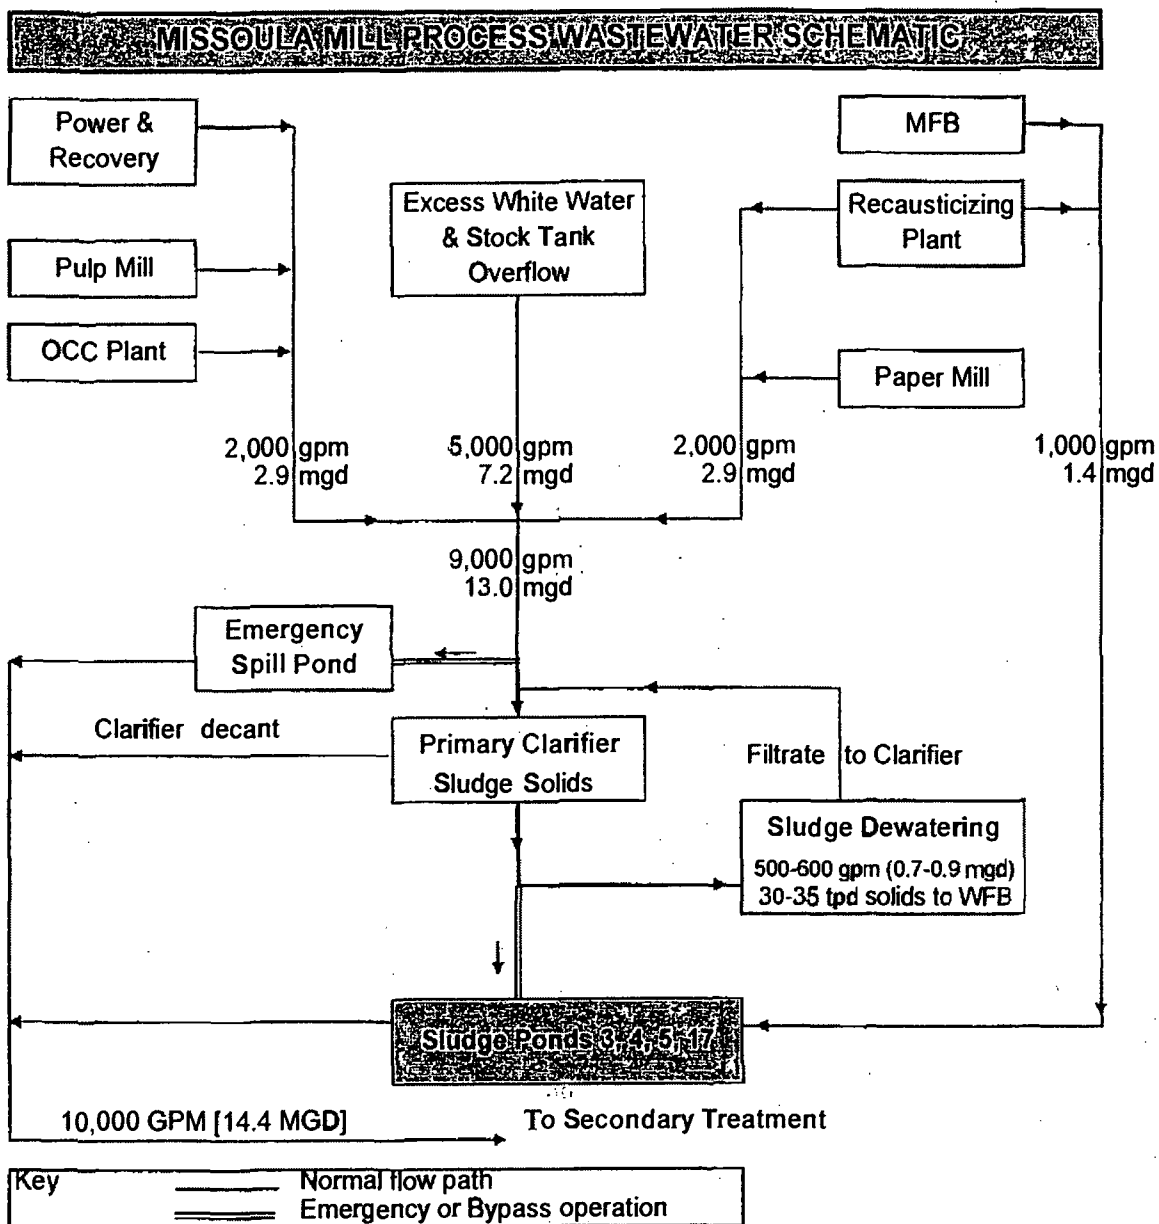 MISSOULA MILL PROCESS WASTEWATER SCHEMATIC
Power &
Recovery
MFB
Excess White Water
& Stock Tank
Overflow
Recausticizing
Plant
Pulp Mill
OCC Plant
Paper Mill
2,000 gpm
2.9 mgd
5,000 gpm
7.2 mgd
2,000 gpm
2.9 mgd
1,000 gpm
1.4 mgd
9,000 gpm
13.0 mgd
Emergency
Spill Pond
Clarifier decant
Primary Clarifier
Sludge Solids
Filtrate to Clarifier
Sludge Dewatering
500-600 gpm (0.7-0.9 mgd)
30-35 tpd solids to WFB
Sludge Ponds 3, 4, 5, 17
10,000 GPM [14.4 MGD]
To Secondary Treatment
Key
Normal flow path
Emergency or Bypass operation